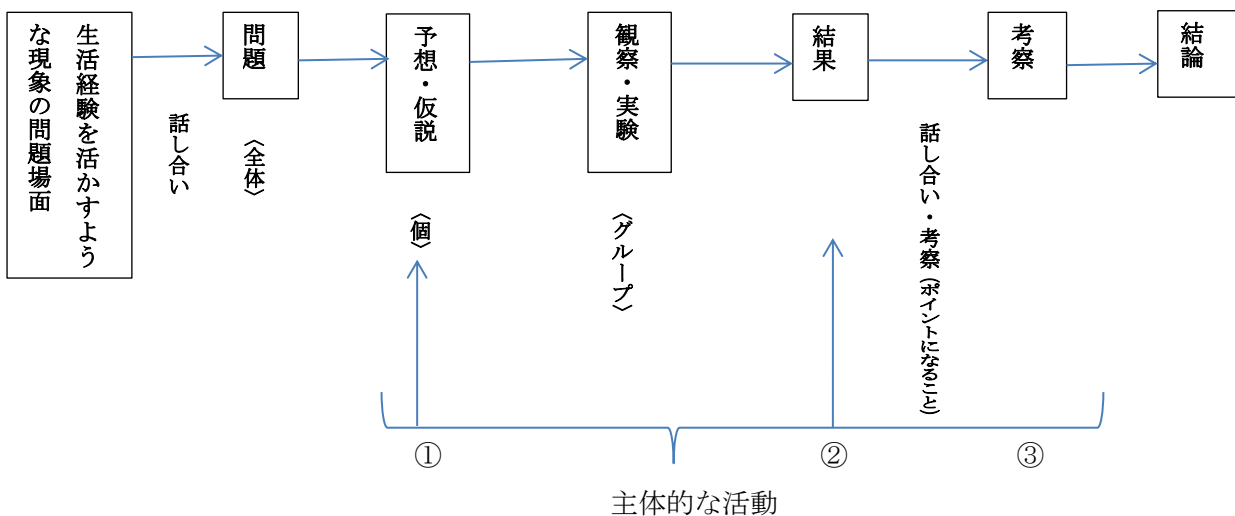 生活経験を活かすよう
な現象の問題場面
話し合い
問題
〈全体〉
予想・仮説
〈個〉
観察・実験
〈グループ〉
結果
話し合い・考察（ポイントになること）
考察
結論
①
②
③
主体的な活動